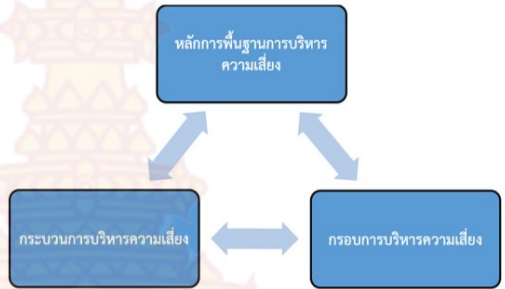 หลักการพื้นฐานการบริหาร
ความเสี่ยง
กระบวนการบริหารความเสี่ยง
กรอบการบริหารความเสี่ยง